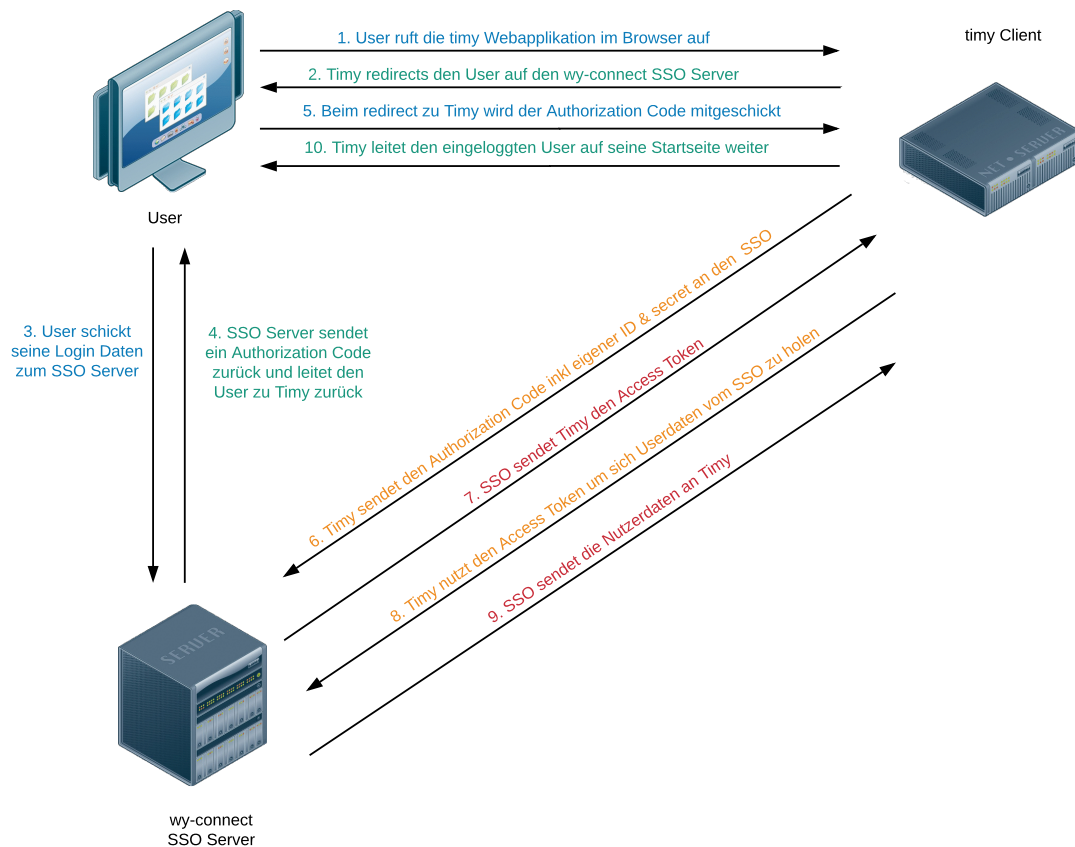 1. User ruft die timy Webapplikation im Browser auf
timy Client
2. Timy redirects den User auf den wy-connect SSO Server
5. Beim redirect zu Timy wird der Authorization Code mitgeschickt
10. Timy leitet den eingeloggten User auf seine Startseite weiter
NET SERVER
User
3. User schickt
seine Login Daten
zum SSO Server
4. SSO Server sendet
ein Authorization Code
zurück und leitet den
User zu Timy zurück
6. Timy sendet den Authorization Code inkl eigener ID & secret an den SSO
7. SSO sendet Timy den Access Token
8. Timy nutzt den Access Token um sich Userdaten vom SSO zu holen
9. SSO sendet die Nutzerdaten an Timy
SERVER
wy-connect
SSO Server